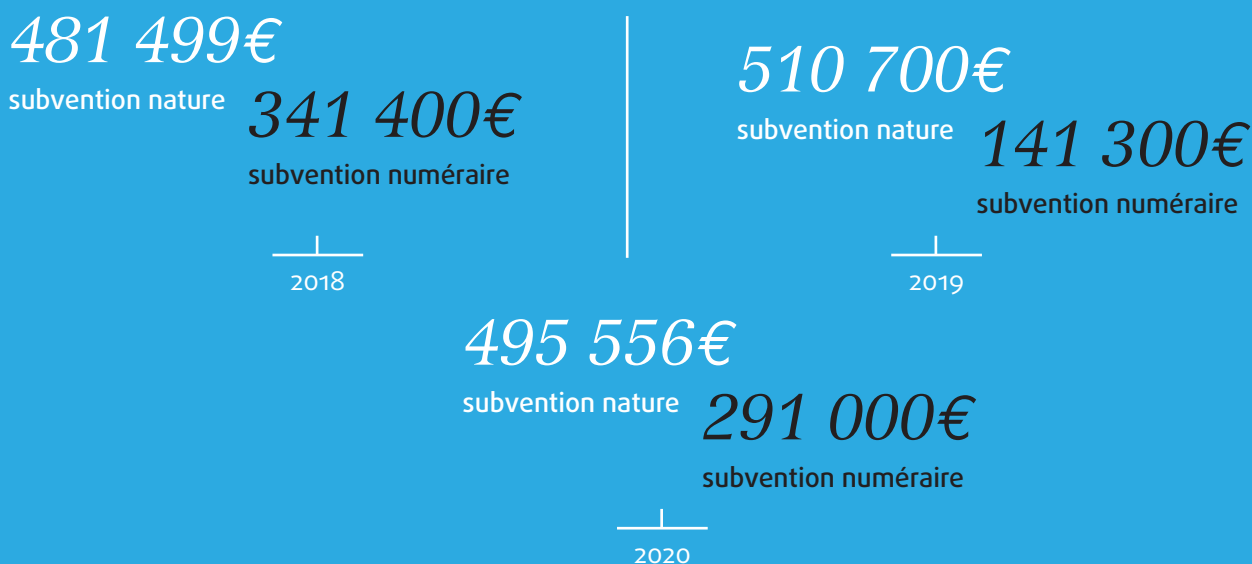 481 499€
subvention nature
341 400€
subvention numéraire
2018
510 700€
subvention nature
141 300€
subvention numéraire
2019
495 556€
subvention nature
291 000€
subvention numéraire
2020